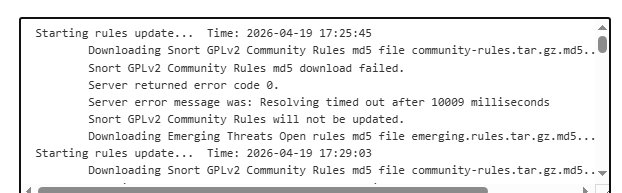 Starting rules update...  Time: 2026-04-19 17:25:45
Downloading Snort GPLv2 Community Rules md5 file community-rules.tar.gz.md5..
Snort GPLv2 Community Rules md5 download failed.
Server returned error code 0.
Server error message was: Resolving timed out after 10009 milliseconds
Snort GPLv2 Community Rules will not be updated.
Downloading Emerging Threats Open rules md5 file emerging.rules.tar.gz.md5...
Starting rules update...  Time: 2026-04-19 17:29:03
Downloading Snort GPLv2 Community Rules md5 file community-rules.tar.gz.md5..